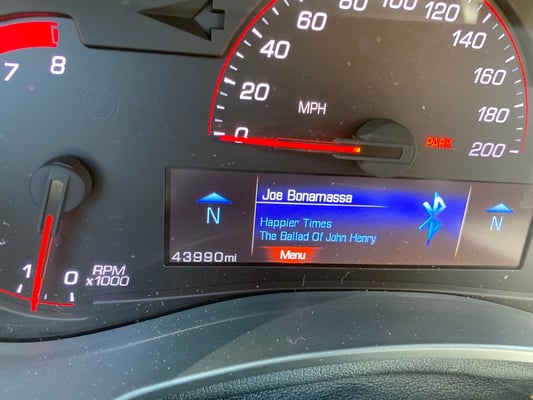 60
80
100
120
140
160
180
200
40
20
0
MPH
PARK
7
8
N
Joe Bonamassa
Happier Times
The Ballad Of John Henry
N
43990mi
Menu
1
0
RPM
x1000